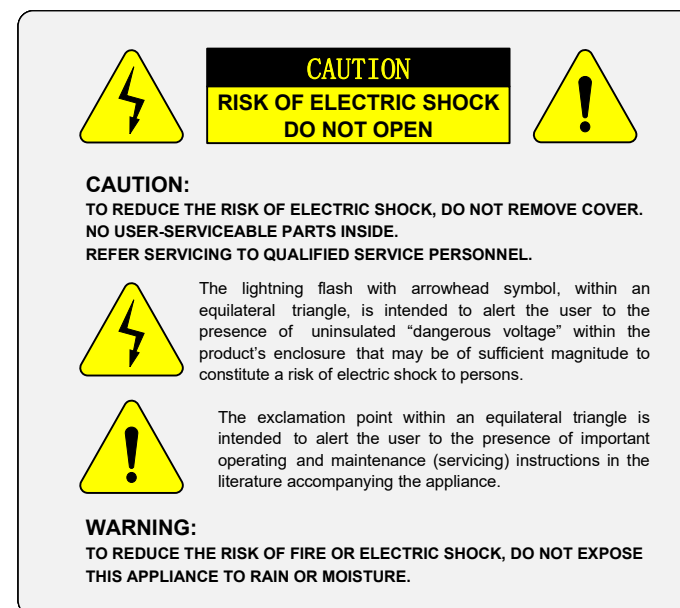 CAUTION
RISK OF ELECTRIC SHOCK
DO NOT OPEN
CAUTION:
TO REDUCE THE RISK OF ELECTRIC SHOCK, DO NOT REMOVE COVER.
NO USER-SERVICEABLE PARTS INSIDE.
REFER SERVICING TO QUALIFIED SERVICE PERSONNEL.
The lightning flash with arrowhead symbol, within an
equilateral triangle, is intended to alert the user to the
presence of uninsulated “dangerous voltage” within the
product’s enclosure that may be of sufficient magnitude to
constitute a risk of electric shock to persons.
The exclamation point within an equilateral triangle is
intended to alert the user to the presence of important
operating and maintenance (servicing) instructions in the
literature accompanying the appliance.
WARNING:
TO REDUCE THE RISK OF FIRE OR ELECTRIC SHOCK, DO NOT EXPOSE
THIS APPLIANCE TO RAIN OR MOISTURE.